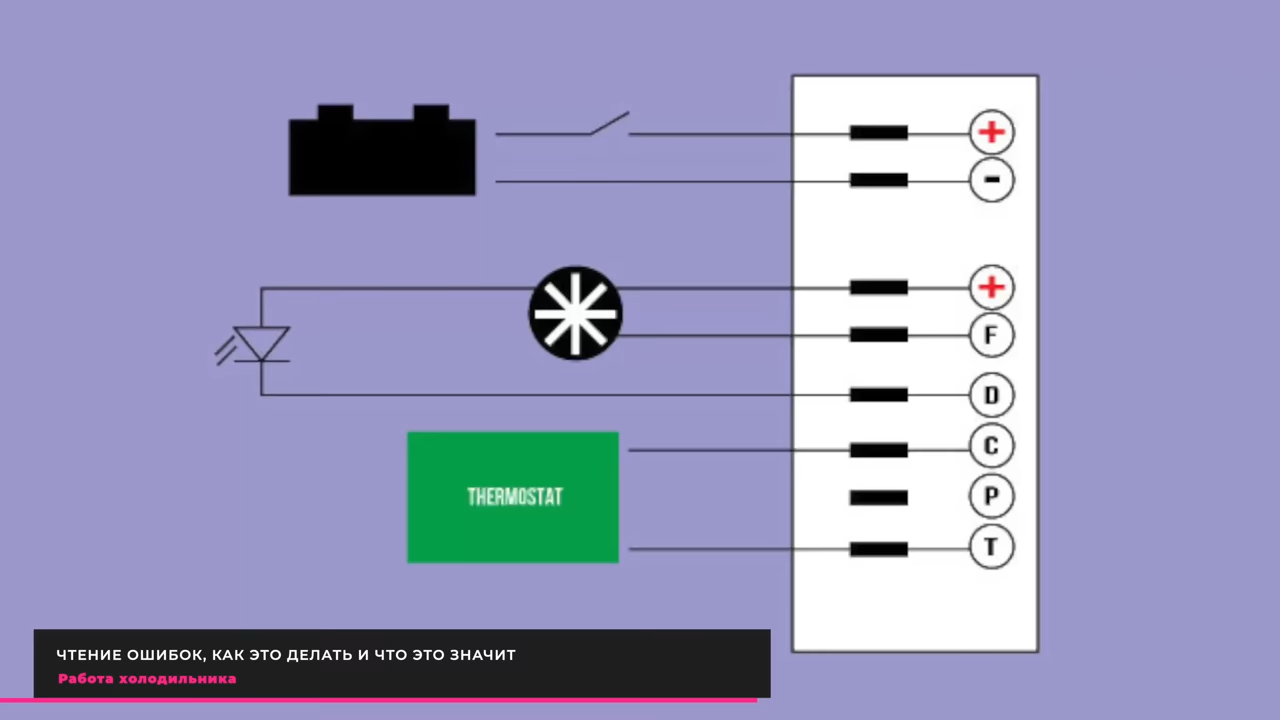 +
-
+
F
D
C
P
T
THERMOSTAT
ЧТЕНИЕ ОШИБОК, КАК ЭТО ДЕЛАТЬ И ЧТО ЭТО ЗНАЧИТ
Работа холодильника